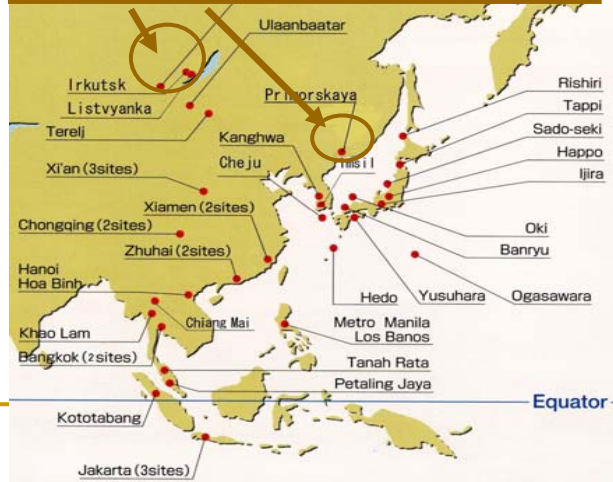 Ulaanbaatar
Irkutsk
Listvyanka
Terelj
Primorskaya
Kanghwa
Cheju
Imsil
Rishiri
Tappi
Sado-seki
Happo
Ijira
Xi'an (3sites)
Xiamen (2sites)
Chongqing (2sites)
Zhuhai (2sites)
Oki
Banryu
Hanoi
Hoa Binh
Hedo
Yusuhara
Ogasawara
Khao Lam
Chiang Mai
Metro Manila
Los Banos
Bangkok (2sites)
Tanah Rata
Petaling Jaya
Equator
Kototabang
Jakarta (3sites)